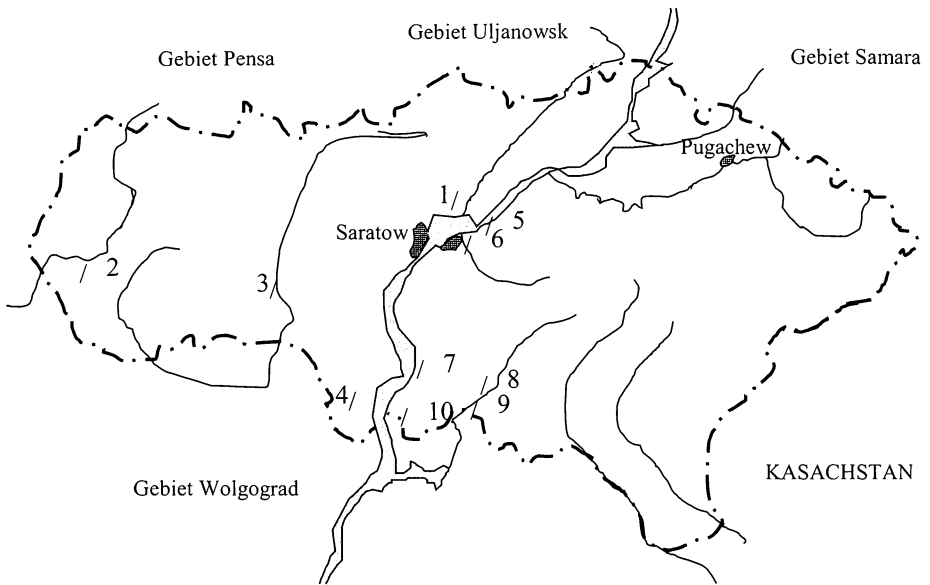 Gebiet Uljanowsk
Gebiet Pensa
Gebiet Samara
Pugachew
1
5
Saratow
6
2
3
7
8
4
10
9
KASACHSTAN
Gebiet Wolgograd